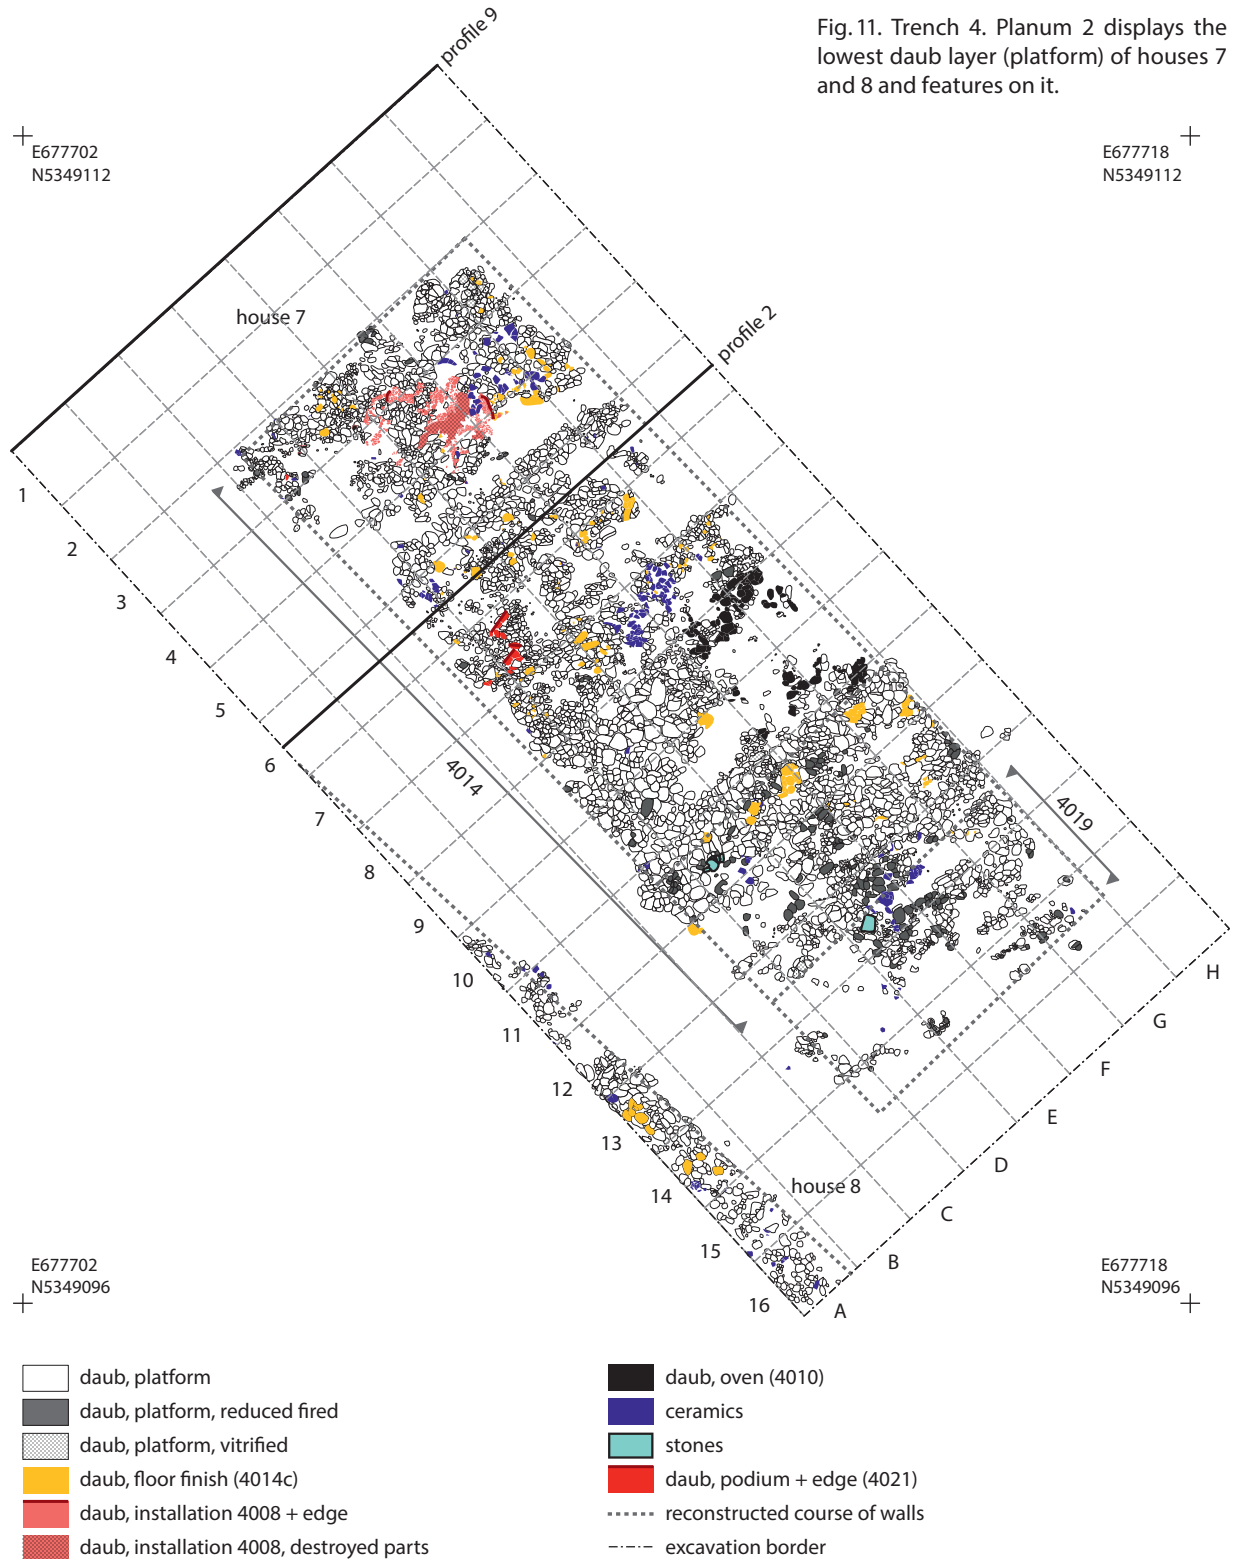 profile 9
Fig. 11. Trench 4. Planum 2 displays the
lowest daub layer (platform) of houses 7
and 8 and features on it.
E677702
N5349112
E677718
N5349112
house 7
profile 2
1
2
3
4
5
6
7
8
9
10
11
12
13
14
15
16
4014
4019
H
G
F
E
D
C
B
A
house 8
E677702
N5349096
E677718
N5349096
daub, platform
daub, platform, reduced fired
daub, platform, vitrified
daub, floor finish (4014c)
daub, installation 4008 + edge
daub, installation 4008, destroyed parts
daub, oven (4010)
ceramics
stones
daub, podium + edge (4021)
reconstructed course of walls
excavation border